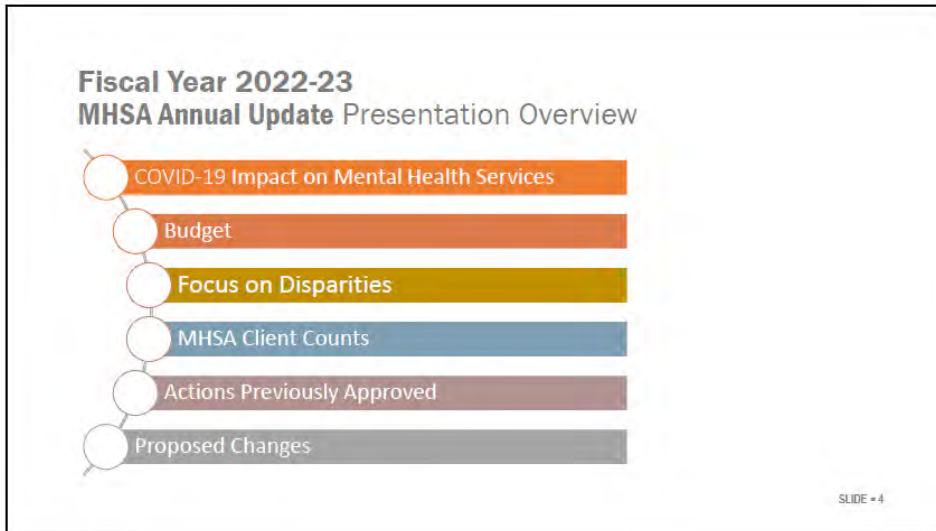 Fiscal Year 2022-23
MHSA Annual Update Presentation Overview
COVID-19 Impact on Mental Health Services
Budget
Focus on Disparities
MHSA Client Counts
Actions Previously Approved
Proposed Changes
SLIDE ▪ 4